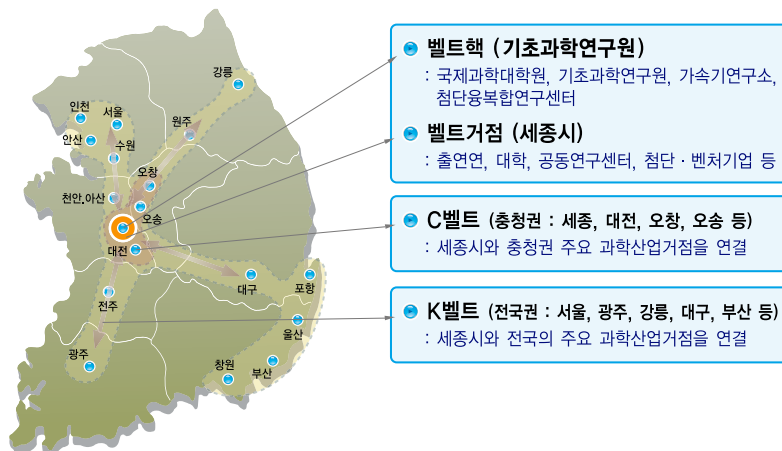 강릉
인천
서울
안산
수원
원주
오창
천안.아산
오송
대전
대구
포항
전주
울산
광주
창원
부산
벨트핵 (기초과학연구원)
: 국제과학대학원, 기초과학연구원, 가속기연구소,
첨단융복합연구센터
벨트거점 (세종시)
: 출연연, 대학, 공동연구센터, 첨단 · 벤처기업 등
C벨트 (충청권 : 세종, 대전, 오창, 오송 등)
: 세종시와 충청권 주요 과학산업거점을 연결
K벨트 (전국권 : 서울, 광주, 강릉, 대구, 부산 등)
: 세종시와 전국의 주요 과학산업거점을 연결